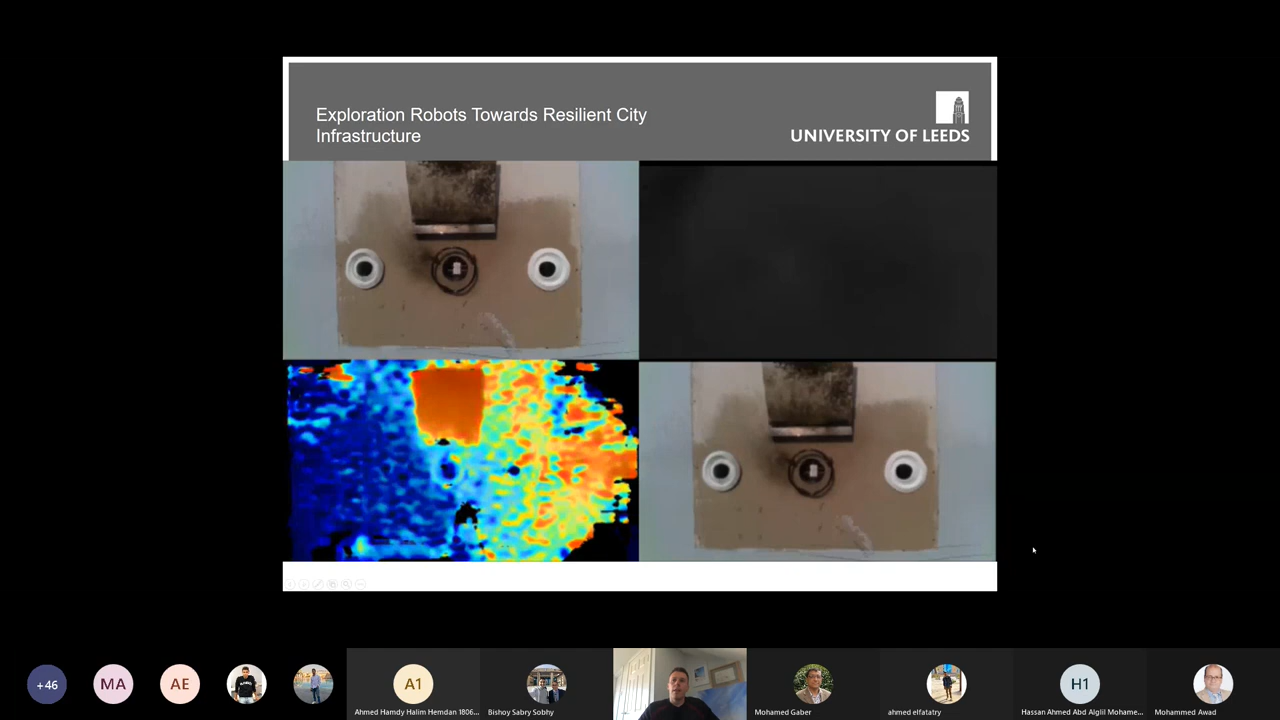 Exploration Robots Towards Resilient City
Infrastructure
UNIVERSITY OF LEEDS
+46
MA
AE
A1
H1
Ahmed Hamdy Halim Hemdan 1806...
Bishoy Sabry Sobhy
Mohamed Gaber
ahmed elfatatry
Hassan Ahmed Abd Alglil Mohame...
Mohammed Awad